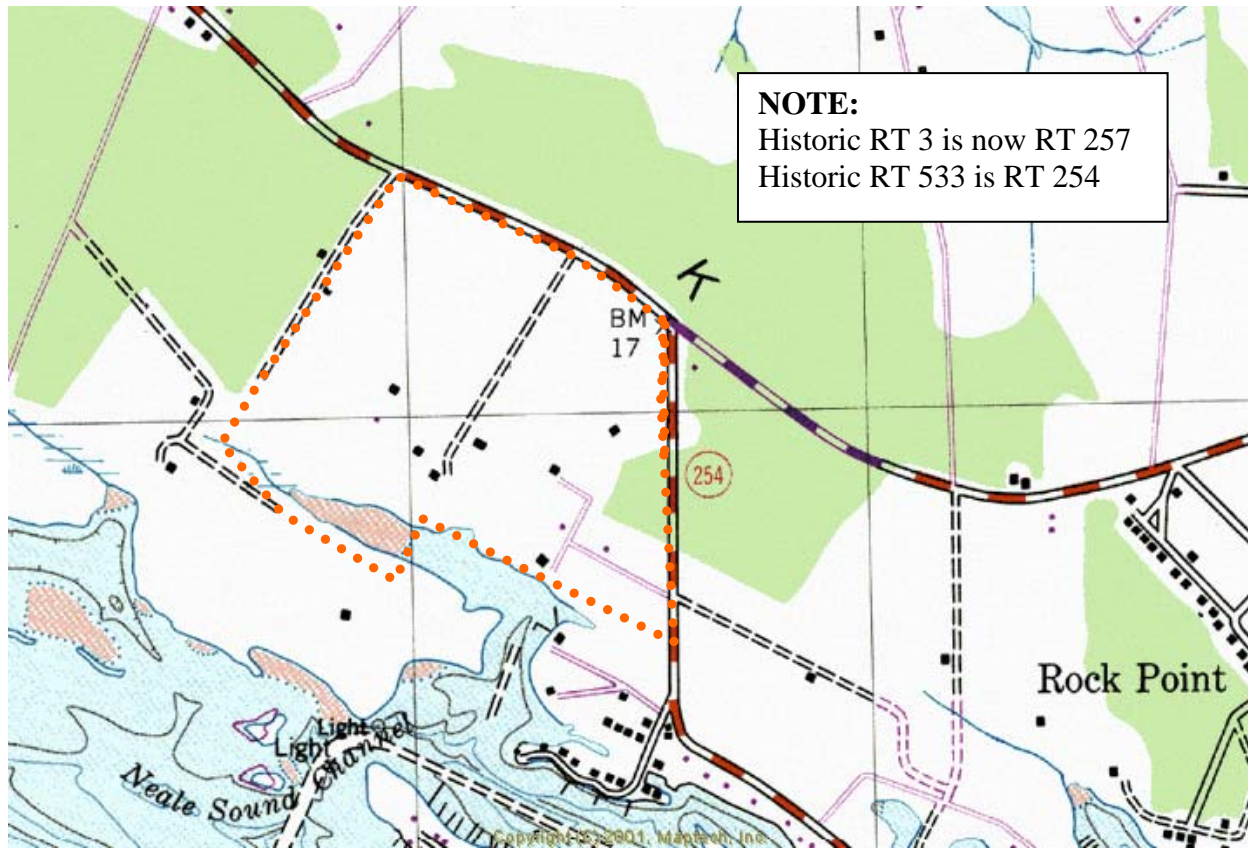 NOTE:
Historic RT 3 is now RT 257
Historic RT 533 is RT 254
K
BM
17
254
Rock Point
Light
Light
Neale Sound Channel
Copyright (C) 2001, Maptech, Inc.